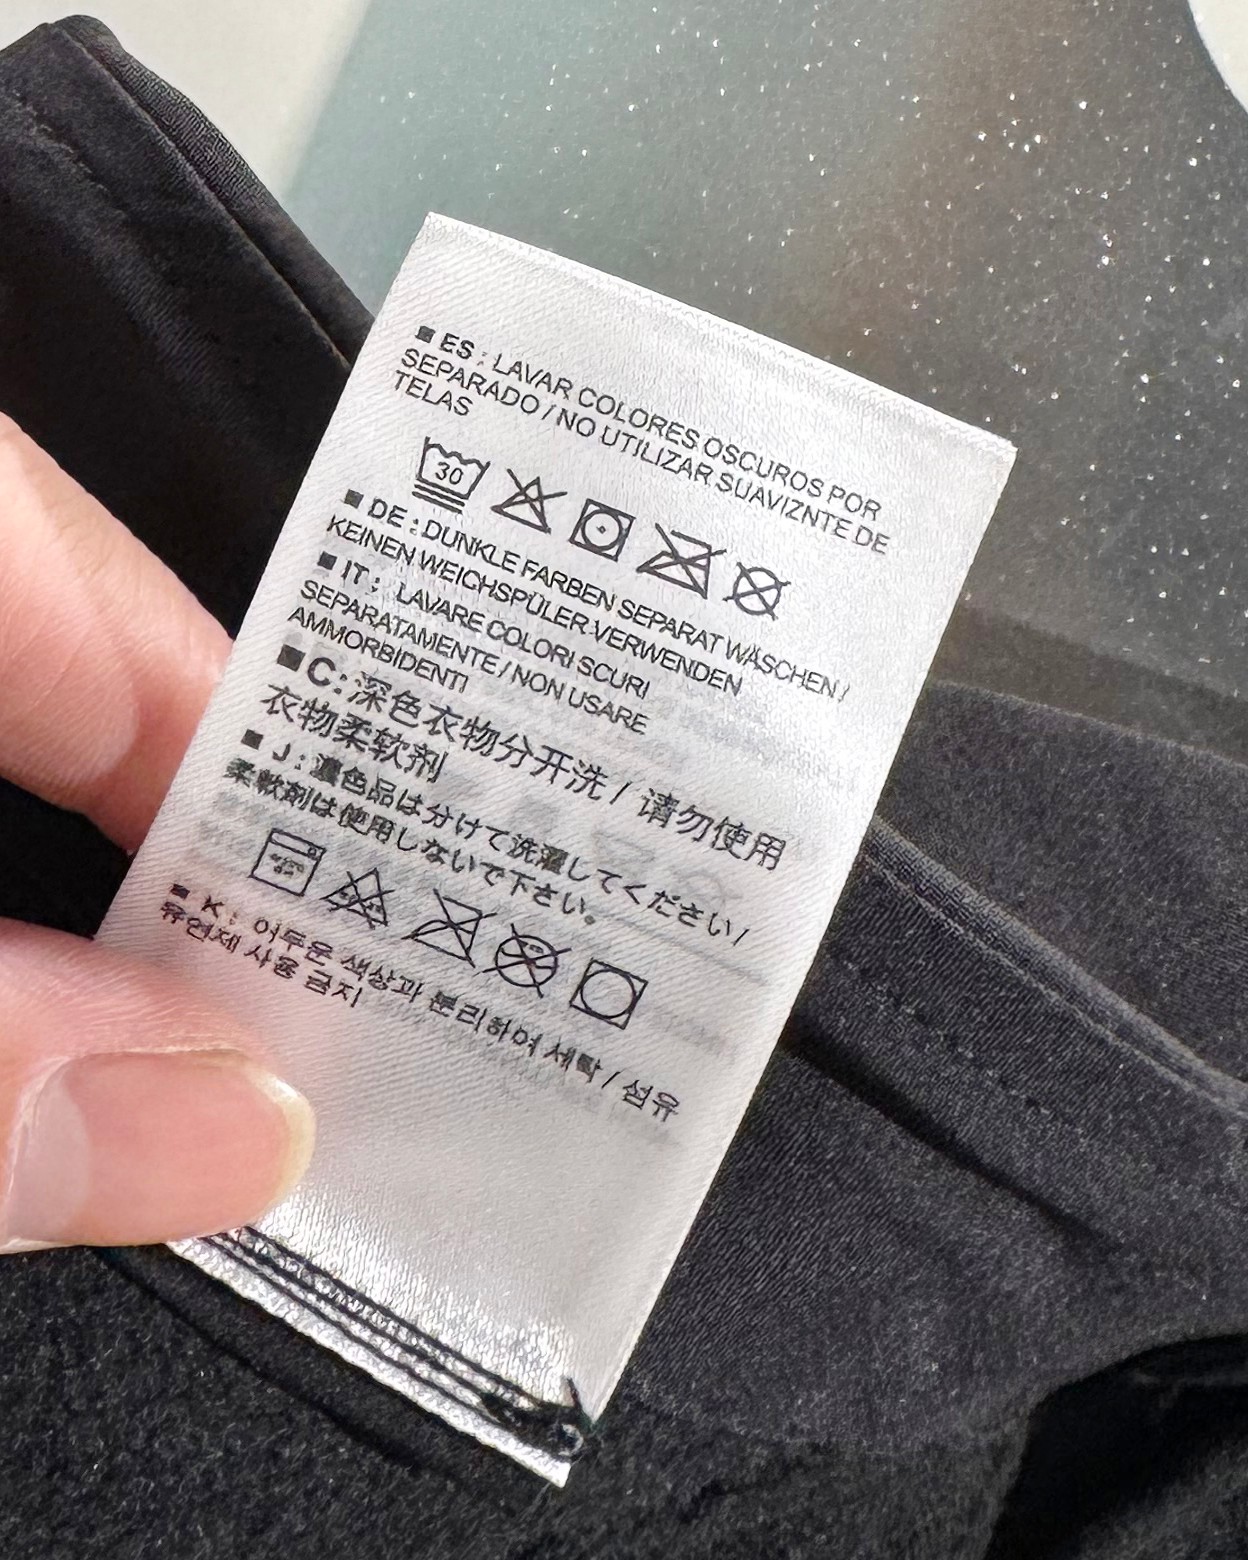 ■ ES : LAVAR COLORES OSCUROS POR
SEPARADO / NO UTILIZAR SUAVIZNTE DE
TELAS
30
■ DE : DUNKLE FARBEN SEPARAT WASCHEN /
KEINEN WEICHSPÜLER VERWENDEN
■ IT : LAVARE COLORI SCURI
SEPARATAMENTE / NON USARE
AMMORBIDENTI
■ C : 深色衣物分开洗 / 请勿使用
衣物柔软剂
■ J : 濃色品は分けて洗濯してください /
柔軟剤は使用しないで下さい。
■ K : 어두운 색상과 분리하여 세탁 / 섬유
유연제 사용 금지